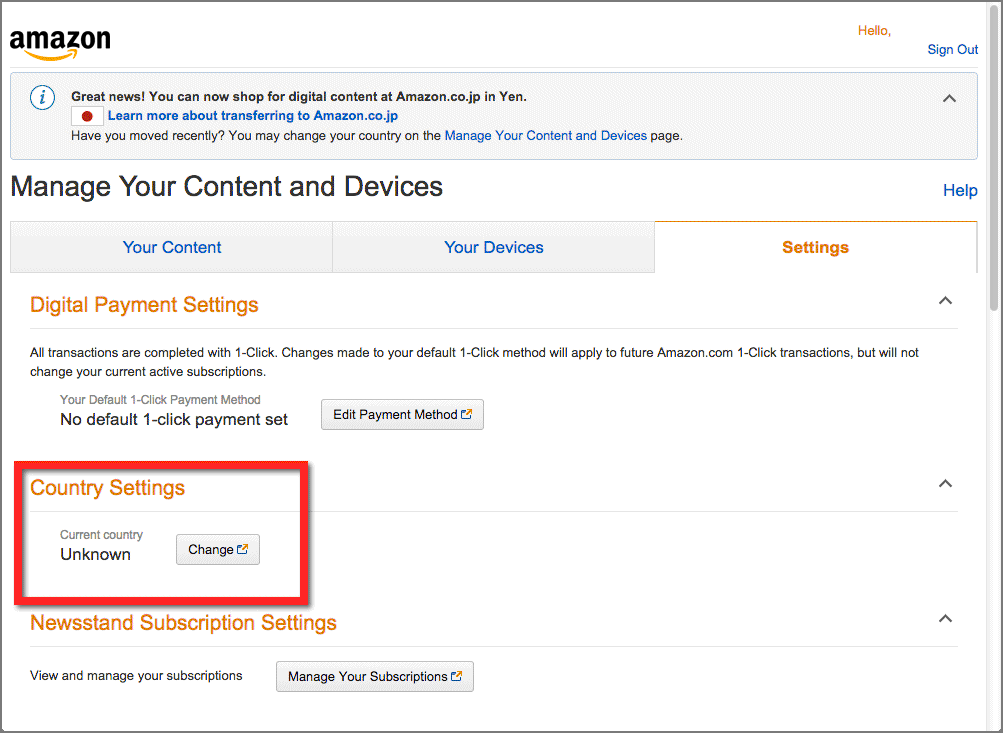 amazon
Hello,
Sign Out
Great news! You can now shop for digital content at Amazon.co.jp in Yen.
Learn more about transferring to Amazon.co.jp
Have you moved recently? You may change your country on the Manage Your Content and Devices page.
Manage Your Content and Devices
Help
Your Content
Your Devices
Settings
Digital Payment Settings
All transactions are completed with 1-Click. Changes made to your default 1-Click method will apply to future Amazon.com 1-Click transactions, but will not
change your current active subscriptions.
Your Default 1-Click Payment Method
No default 1-click payment set
Edit Payment Method
Country Settings
Current country
Unknown
Change
Newsstand Subscription Settings
View and manage your subscriptions
Manage Your Subscriptions